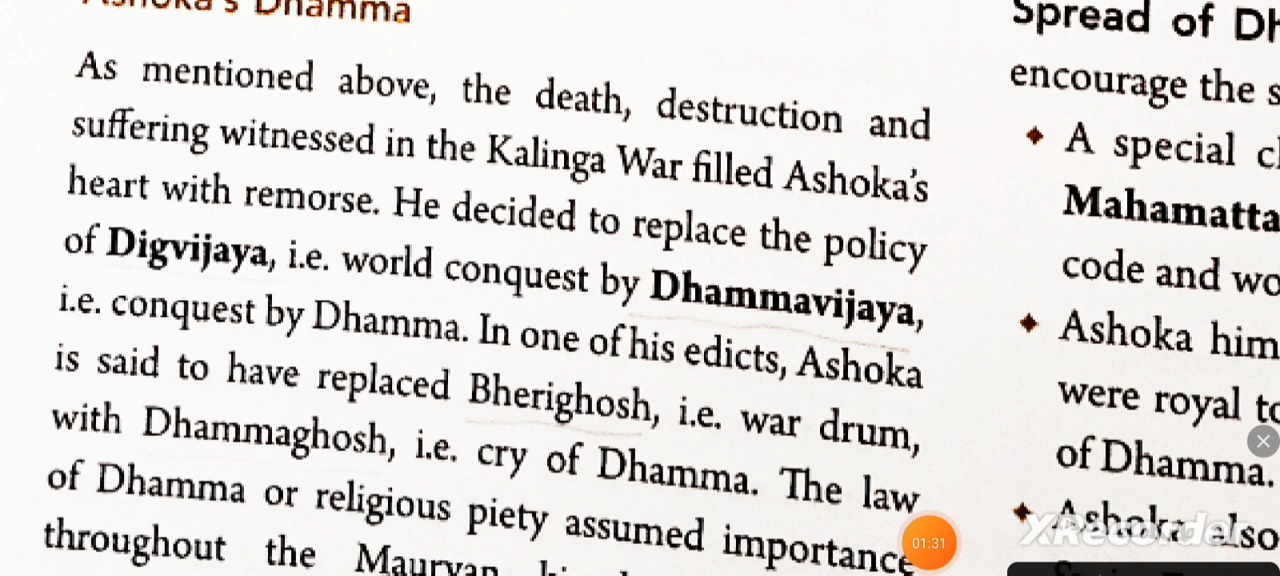 Ashoka's Dhamma
As mentioned above, the death, destruction and
suffering witnessed in the Kalinga War filled Ashoka's
heart with remorse. He decided to replace the policy
of Digvijaya, i.e. world conquest by Dhammavijaya,
i.e. conquest by Dhamma. In one of his edicts, Ashoka
is said to have replaced Bherighosh, i.e. war drum,
with Dhammaghosh, i.e. cry of Dhamma. The law
of Dhamma or religious piety assumed importance
throughout the Mauryan
Spread of
encourage the
A special
Mahamatta
code and
Ashoka
were royal
of Dhamma.
Ashoka also
XRecorder
01:31